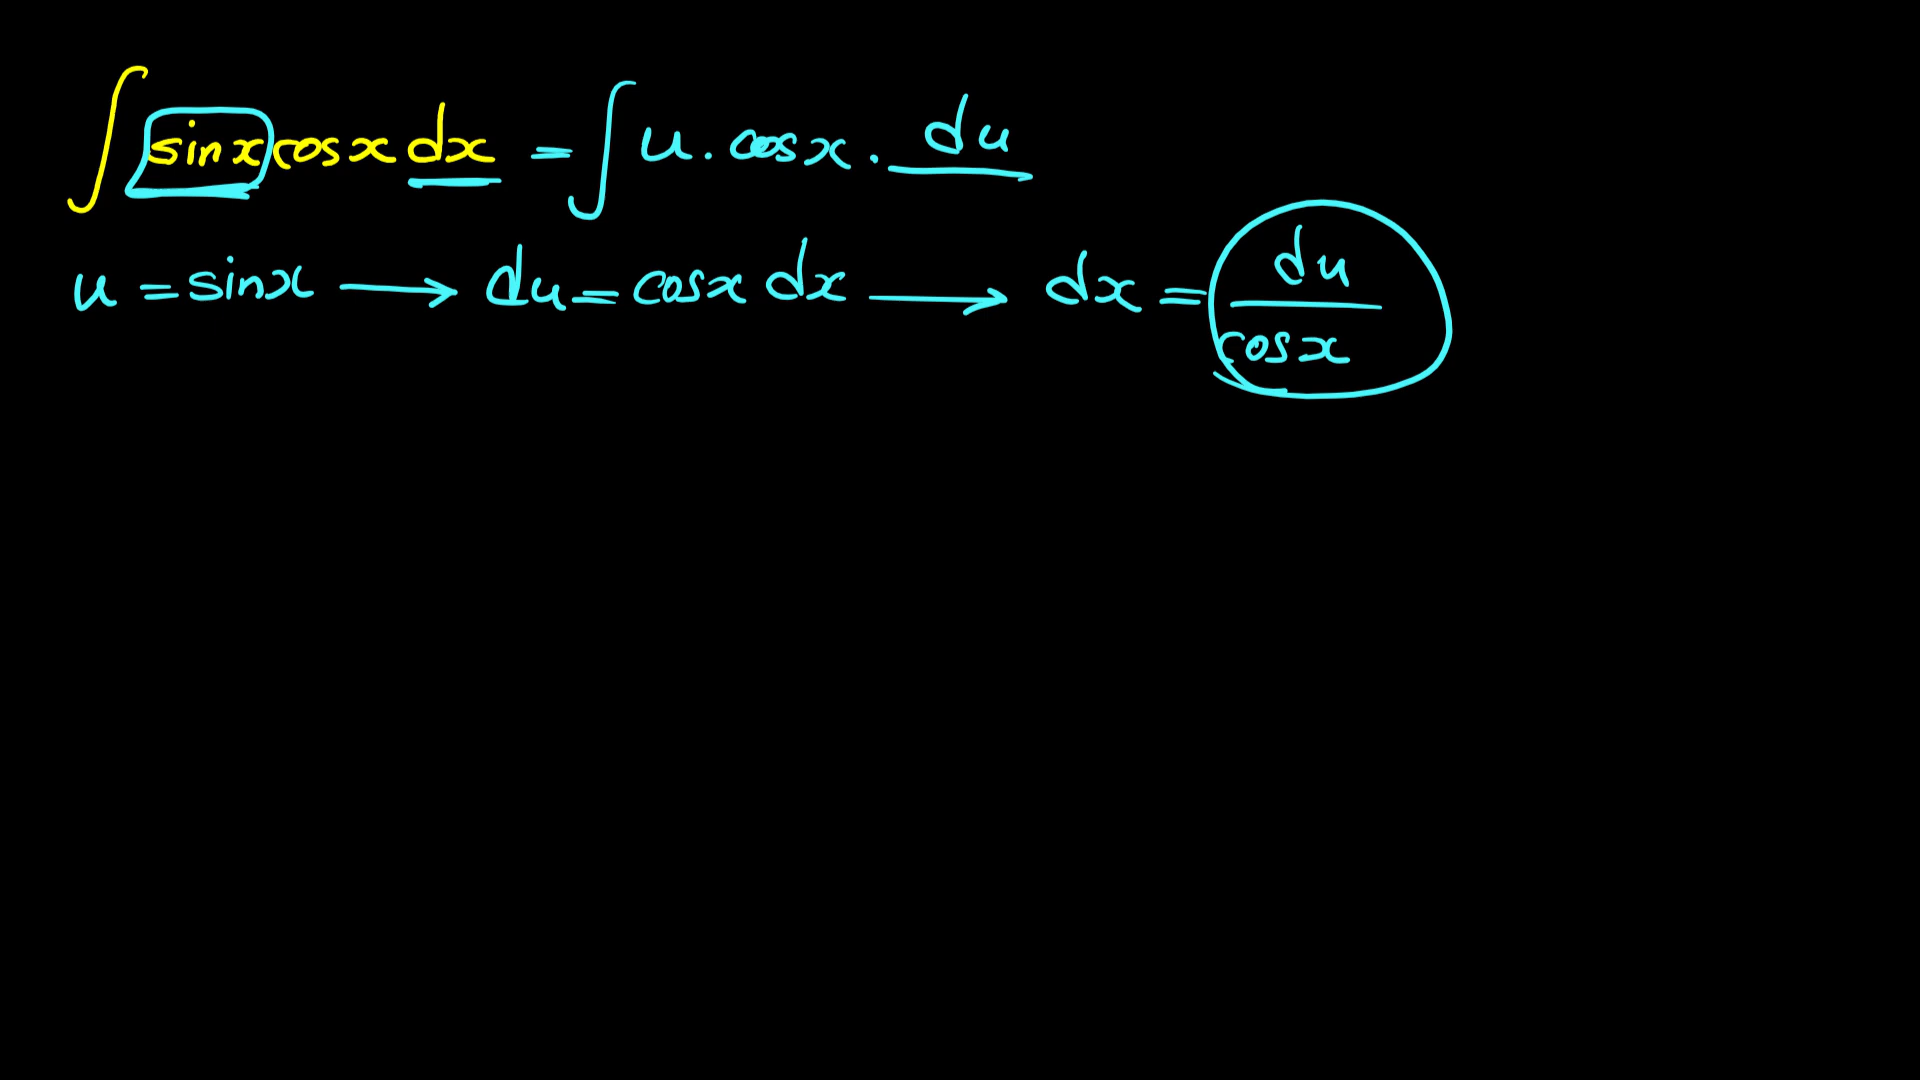 ∫ sin x cos x dx = ∫ u . cos x . du
u = sin x → du = cos x dx → dx = du / cos x